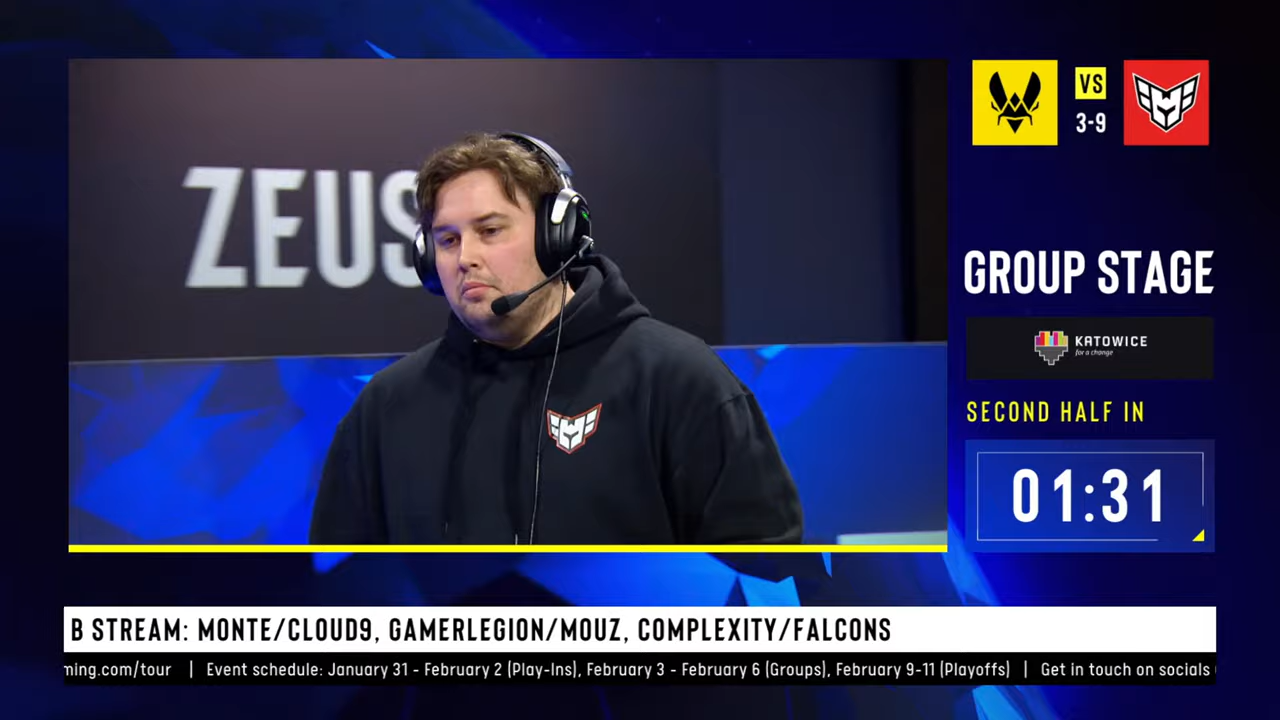 ZEUS
VS
3-9
GROUP STAGE
KATOWICE
for a change
SECOND HALF IN
01:31
B STREAM: MONTE/CLOUD9, GAMERLEGION/MOUZ, COMPLEXITY/FALCONS
ming.com/tour | Event schedule: January 31 - February 2 (Play-Ins), February 3 - February 6 (Groups), February 9-11 (Playoffs) | Get in touch on socials